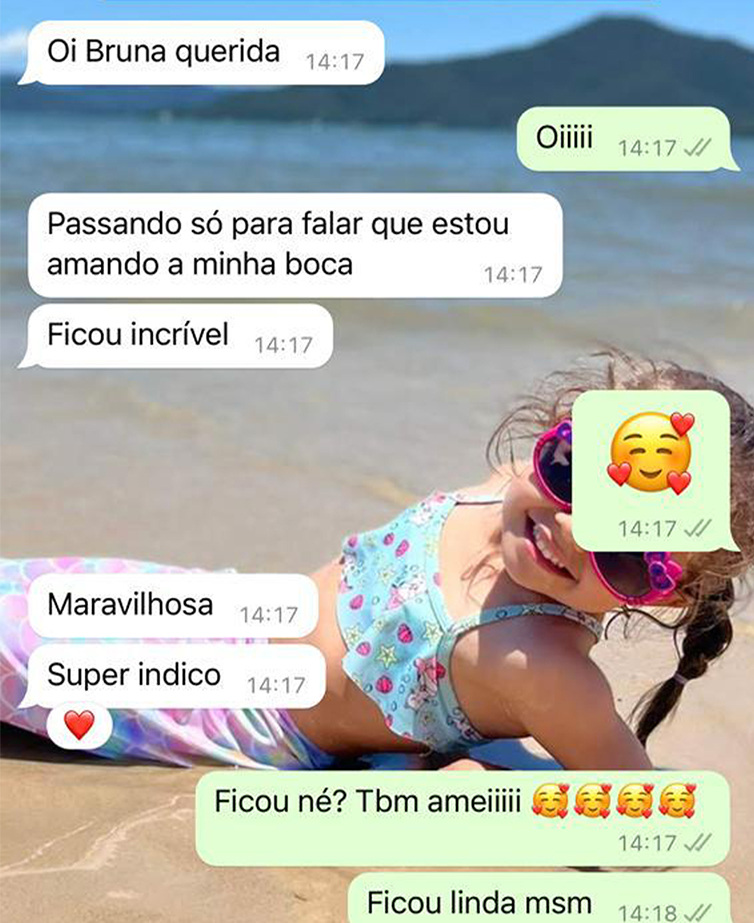 Oi Bruna querida 14:17
Oiiiii 14:17
Passando só para falar que estou
amando a minha boca 14:17
Ficou incrível 14:17
14:17
Maravilhosa 14:17
Super indico 14:17
Ficou né? Tbm ameiiiii 🥰🥰🥰🥰
14:17
Ficou linda msm 14:18